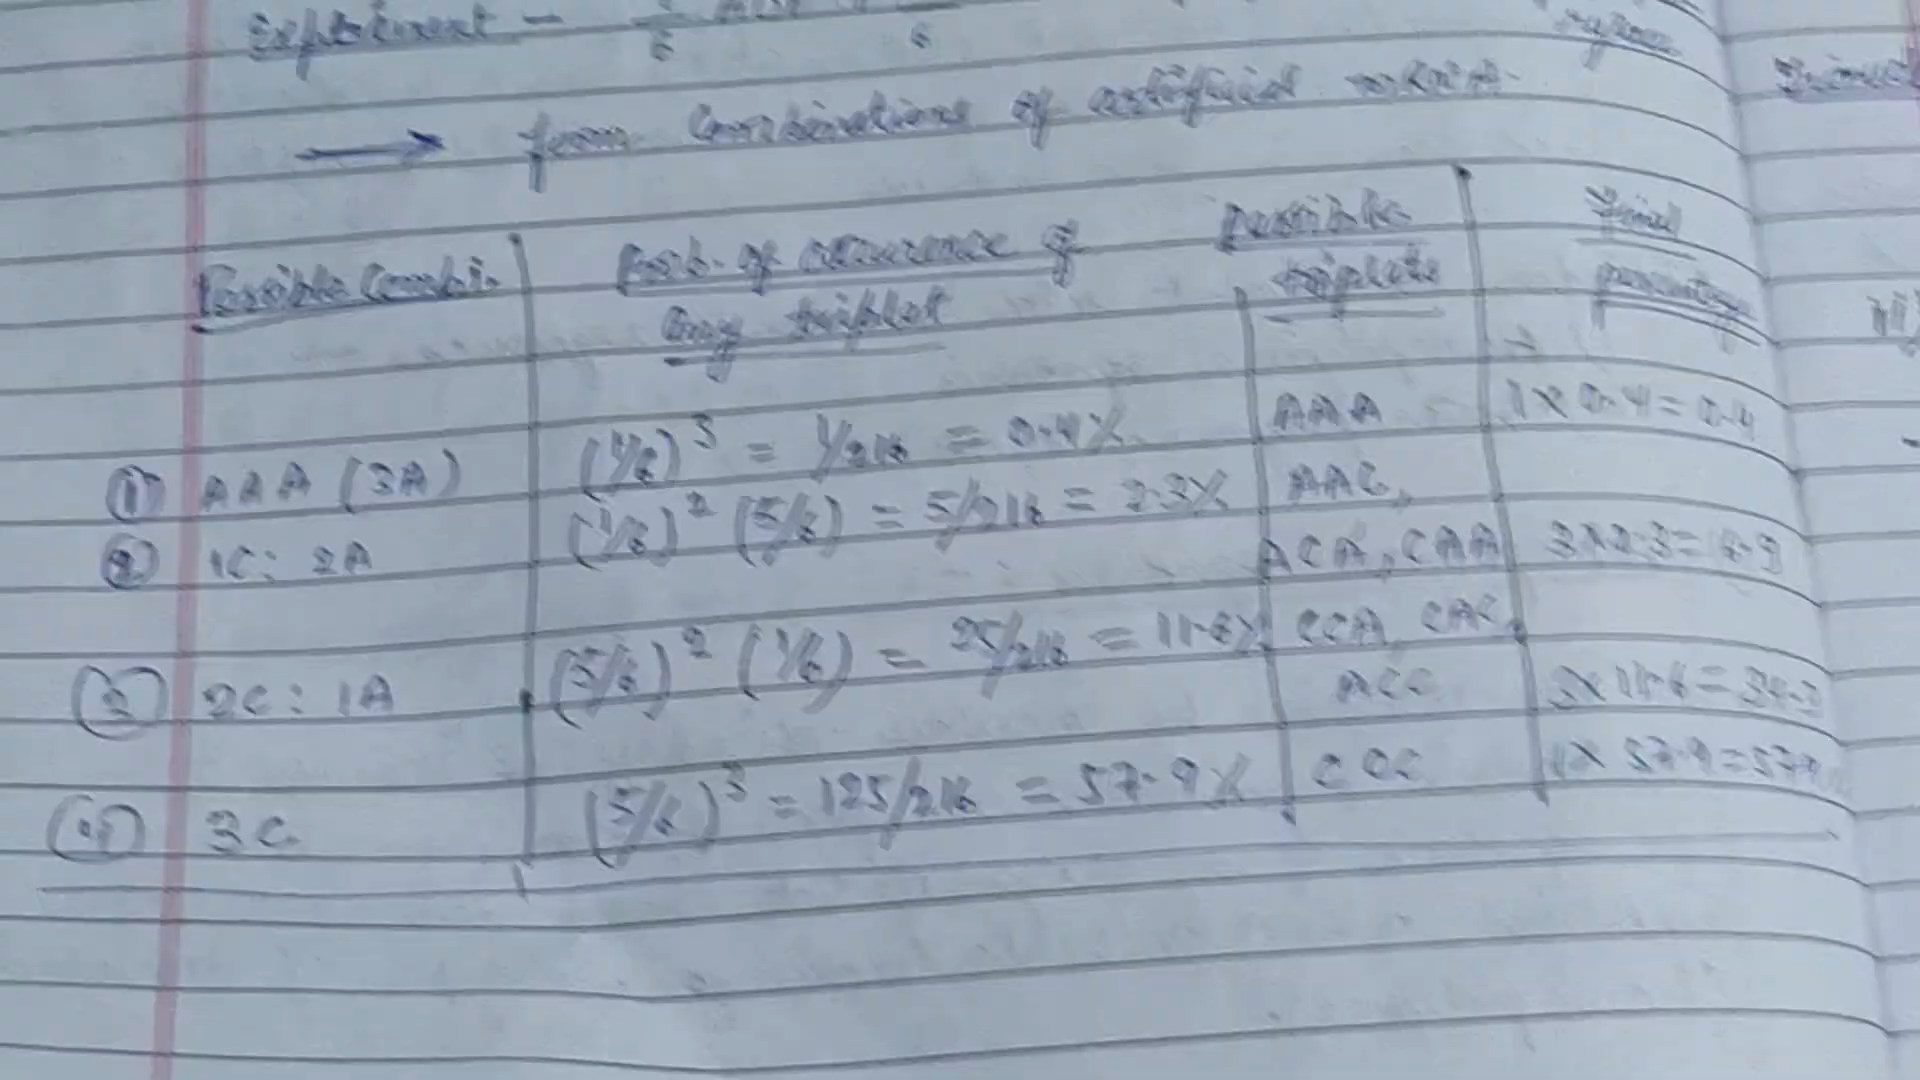 Experiment -
→ form Combinations of artificial mRNA.
Possible Combi. | Prob. of occurrence of any triplet | Possible triplets | Final percentage
① AAA (3A) | (1/6)³ = 1/216 = 0.4% | AAA | 1 x 0.4 = 0.4
② 1C : 2A | (1/6)² (5/6) = 5/216 = 2.3% | AAC, ACA, CAA | 3 x 2.3 = 6.9
③ 2C : 1A | (5/6)² (1/6) = 25/216 = 11.6% | CCA, CAC, ACC | 3 x 11.6 =
④ 3C | (5/6)³ = 125/216 = 57.9% | CCC | 1 x 57.9 = 57.9